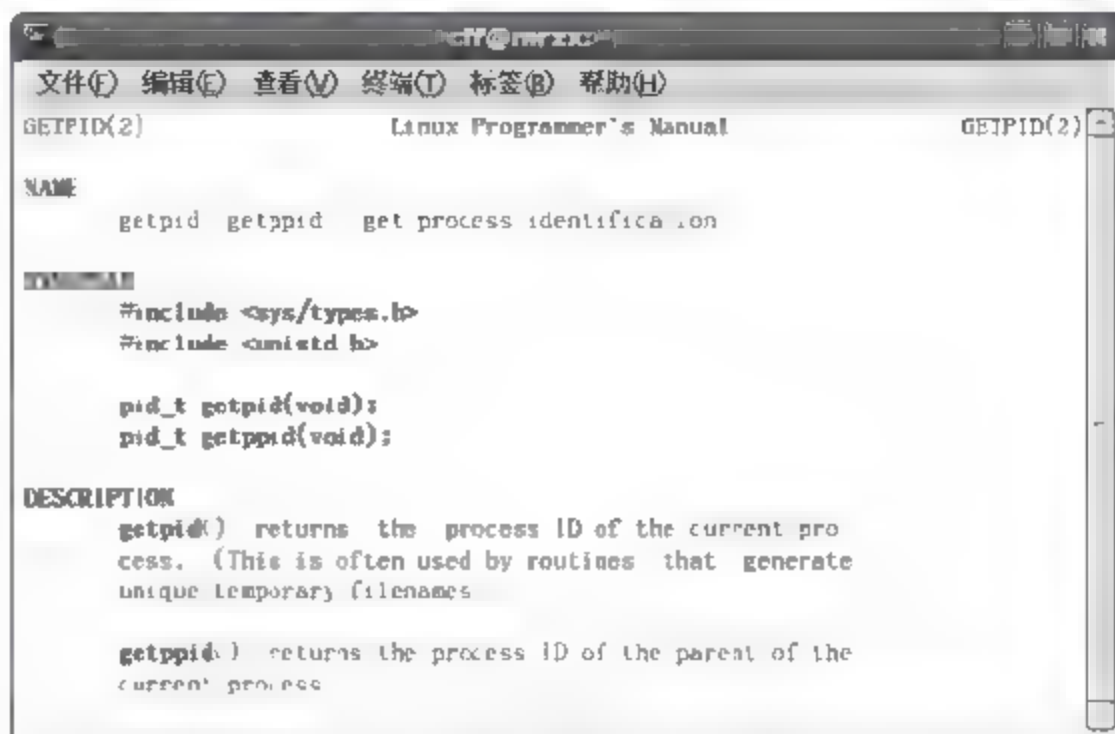 文件(F) 编辑(E) 查看(V) 终端(T) 标签(B) 帮助(H)
GETPID(2) Linux Programmer's Manual GETPID(2)
NAME
getpid getppid get process
#include <sys/types.h>
#include <unistd h>
pid_t getpid(void);
pid_t getppid(void);
DESCRIPTION
getpid() returns the process ID of the current pro
cess. (This is often used by routines that generate
unique temporary filenames
getppid() returns the process ID of the parent of the
current process